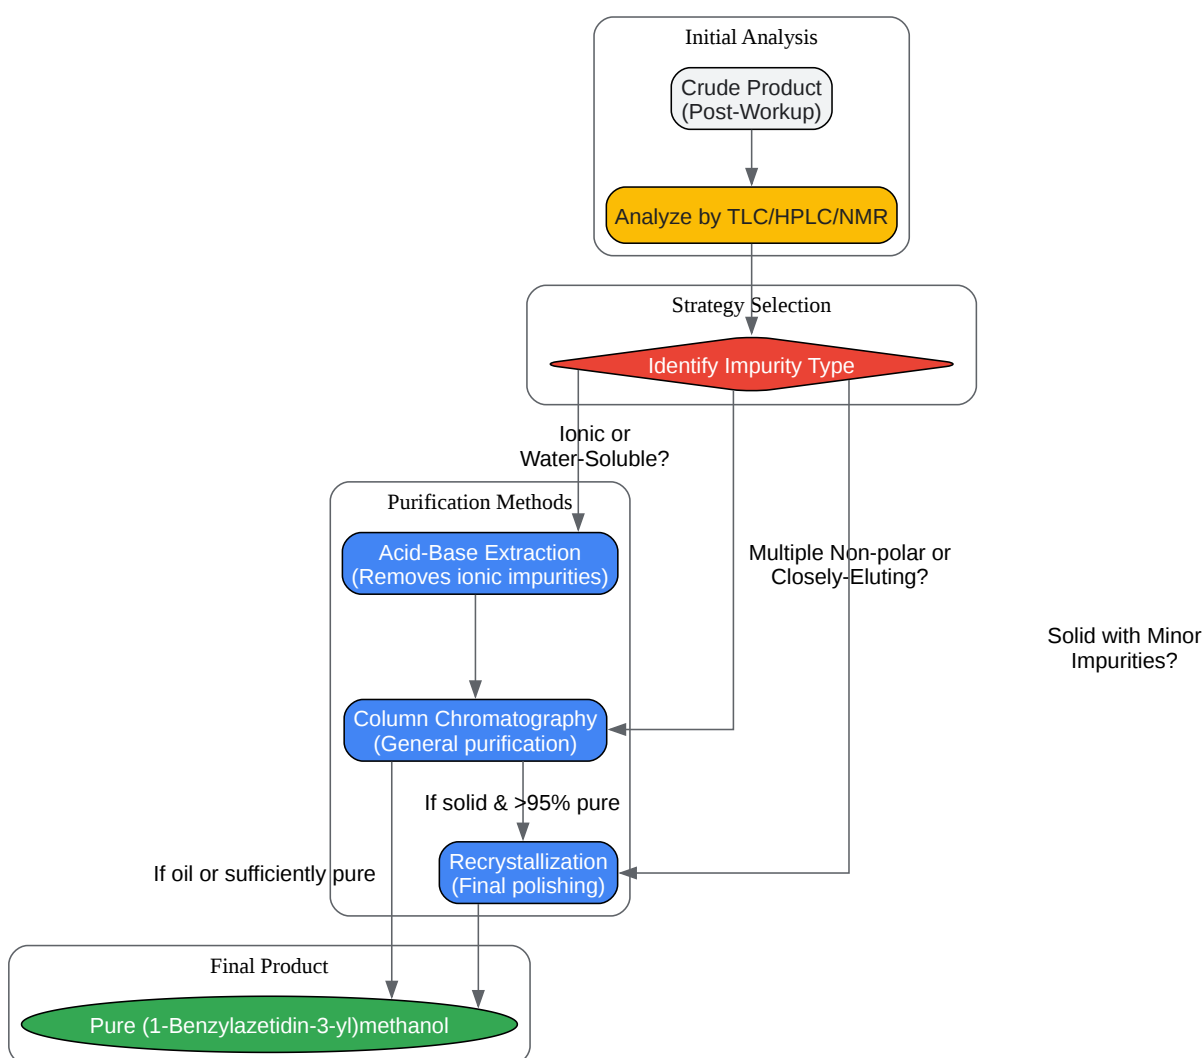 Initial Analysis
Crude Product
(Post-Workup)
Analyze by TLC/HPLC/NMR
Strategy Selection
Identify Impurity Type
Ionic or
Water-Soluble?
Purification Methods
Acid-Base Extraction
(Removes ionic impurities)
Multiple Non-polar or
Closely-Eluting?
Solid with Minor
Impurities?
Column Chromatography
(General purification)
If solid & >95% pure
Recrystallization
(Final polishing)
If oil or sufficiently pure
Final Product
Pure (1-Benzylazetidin-3-yl)methanol